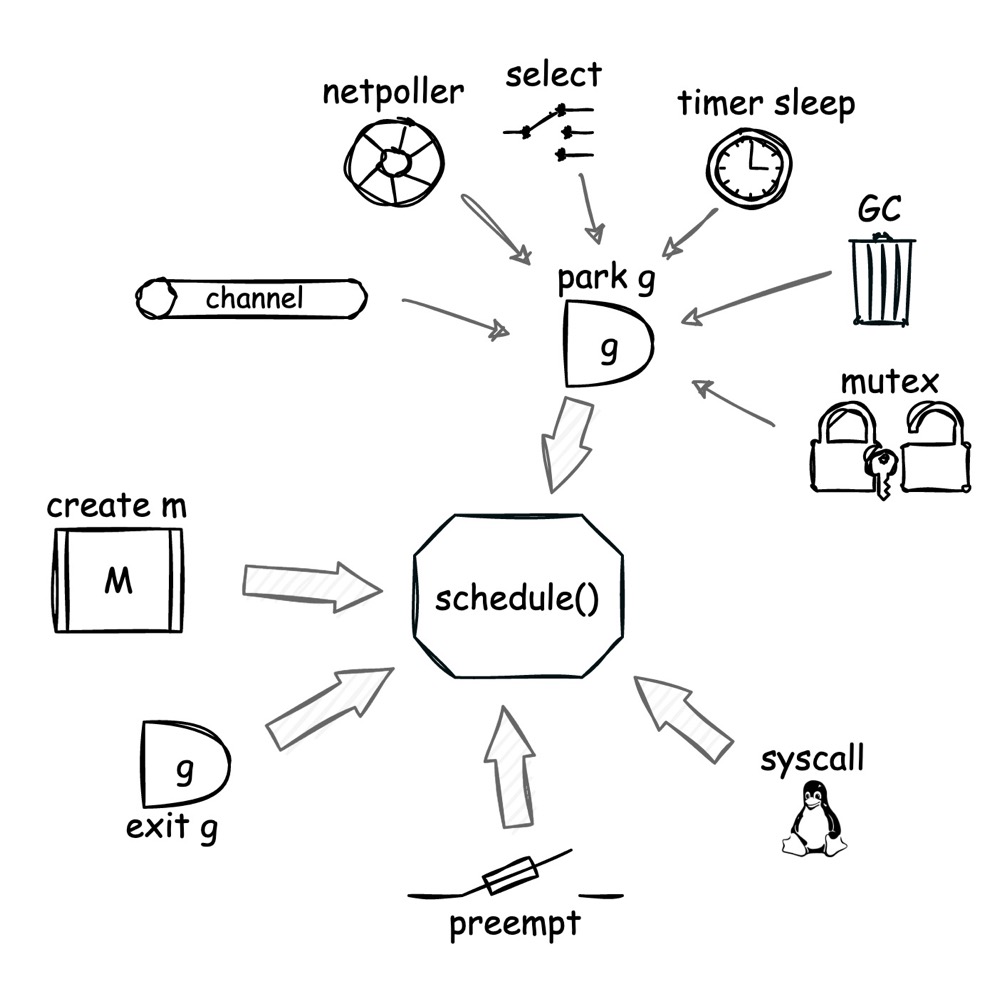 select
netpoller
timer sleep
GC
park g
channel
g
mutex
create m
M
schedule()
syscall
g
exit g
preempt